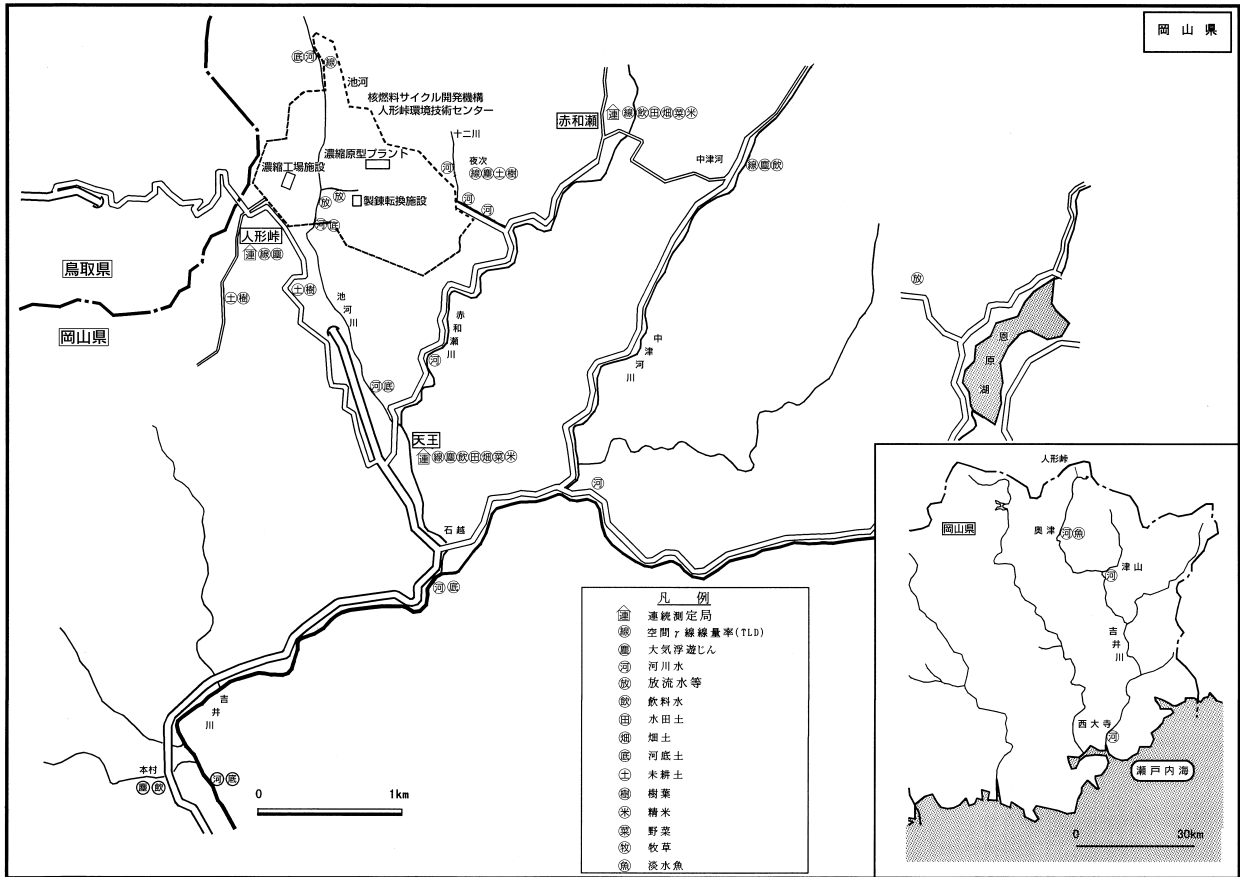 岡山県
底河
線
池河
核燃料サイクル開発機構
人形峠環境技術センター
赤和瀬
連線飲田畑菜米
十二川
濃縮原型プラント
濃縮工場施設
河
夜次
線塵土樹
中津河
線塵飲
放放
製錬転換施設
河河
河底
人形峠
連線塵
鳥取県
土樹
土樹
池河川
赤和瀬川
河
中津河川
放
恩原湖
岡山県
河底
天王
連線塵飲田畑菜米
石越
河
河底
吉井川
本村
塵飲
河底
0 1km
凡例
連 連続測定局
線 空間γ線線量率(TLD)
塵 大気浮遊じん
河 河川水
放 放流水等
飲 飲料水
田 水田土
畑 畑土
底 河底土
土 未耕土
樹 樹葉
米 精米
菜 野菜
牧 牧草
魚 淡水魚
人形峠
岡山県
奥津
河魚
津山
河
吉井川
西大寺
河
瀬戸内海
0 30km